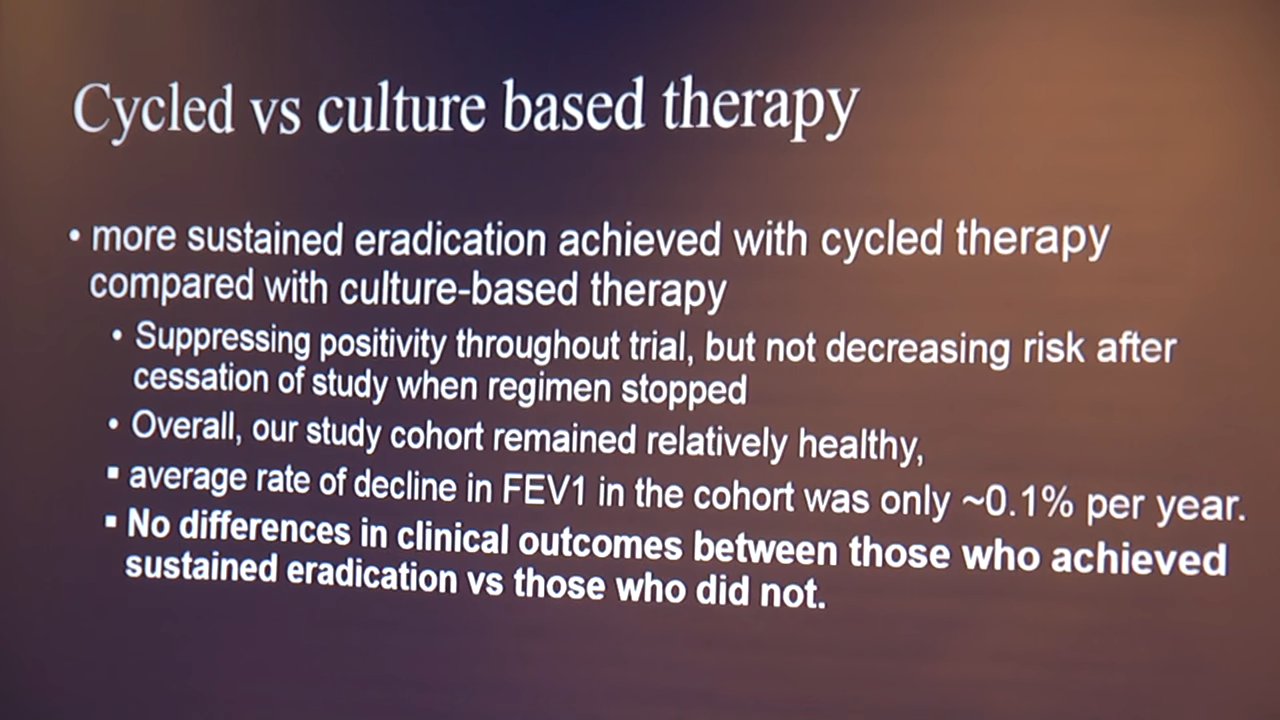 Cycled vs culture based therapy
• more sustained eradication achieved with cycled therapy
compared with culture-based therapy
• Suppressing positivity throughout trial, but not decreasing risk after
cessation of study when regimen stopped
• Overall, our study cohort remained relatively healthy,
▪ average rate of decline in FEV1 in the cohort was only ~0.1% per year.
▪ No differences in clinical outcomes between those who achieved
sustained eradication vs those who did not.